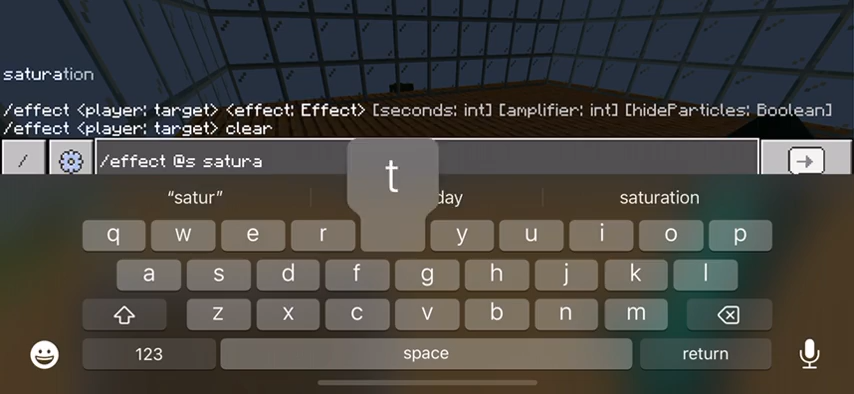 saturation
/effect <player: target> <effect: Effect> [seconds: int] [amplifier: int] [hideParticles: Boolean]
/effect <player: target> clear
/ /effect @s satura
t
“satur” day saturation
q w e r y u i o p
a s d f g h j k l
z x c v b n m
123 space return